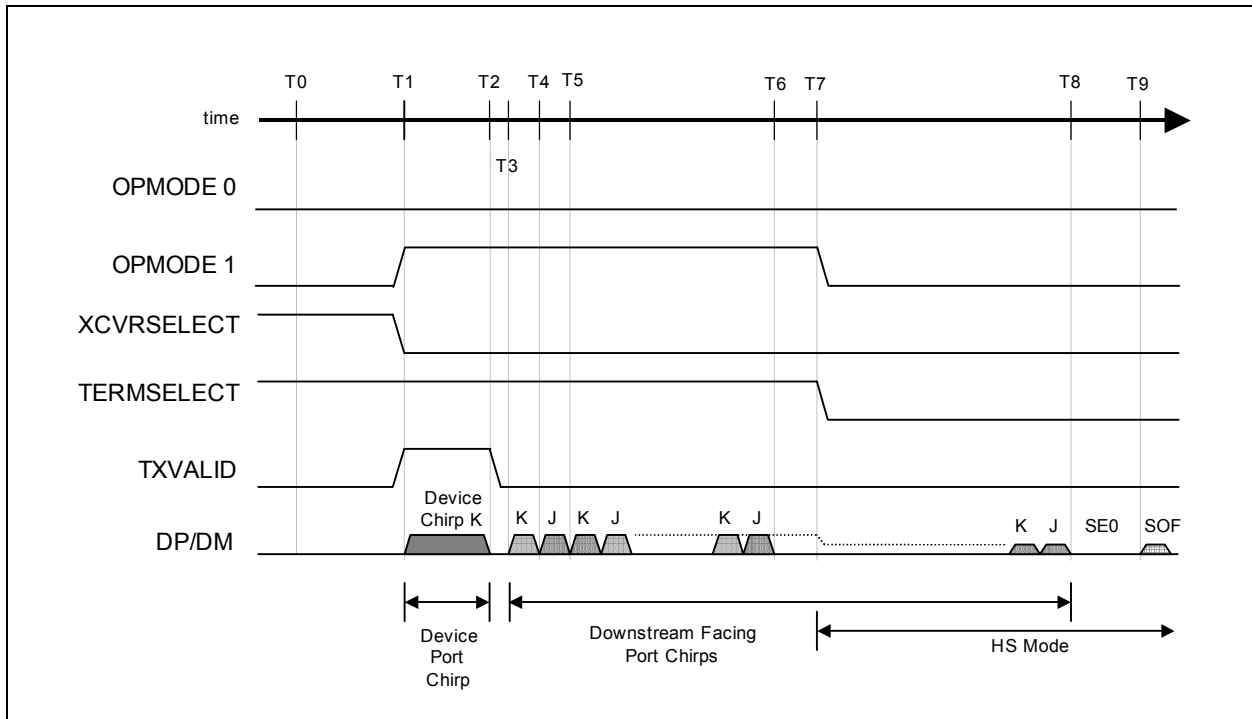 T0 T1 T2 T4 T5 T6 T7 T8 T9
time
T3
OPMODE 0
OPMODE 1
XCVRSELECT
TERMSELECT
TXVALID
Device
Chirp K
K J K J K J K J SE0 SOF
DP/DM
Device
Port
Chirp
Downstream Facing
Port Chirps
HS Mode